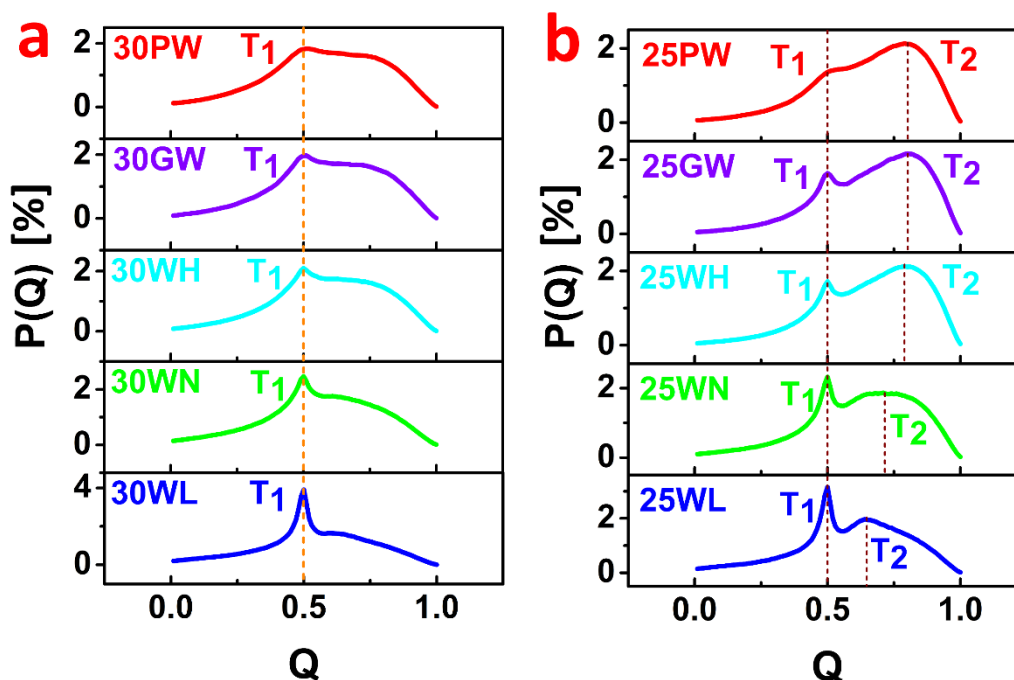 a
P(Q) [%]
30PW T1
2
0
30GW T1
2
0
30WH T1
2
0
30WN T1
2
0
30WL T1
4
0
0.0 0.5 1.0
Q
b
P(Q) [%]
25PW T1 T2
2
0
25GW T1 T2
2
0
25WH T1 T2
2
0
25WN T1 T2
2
0
25WL T1 T2
2
0
0.0 0.5 1.0
Q